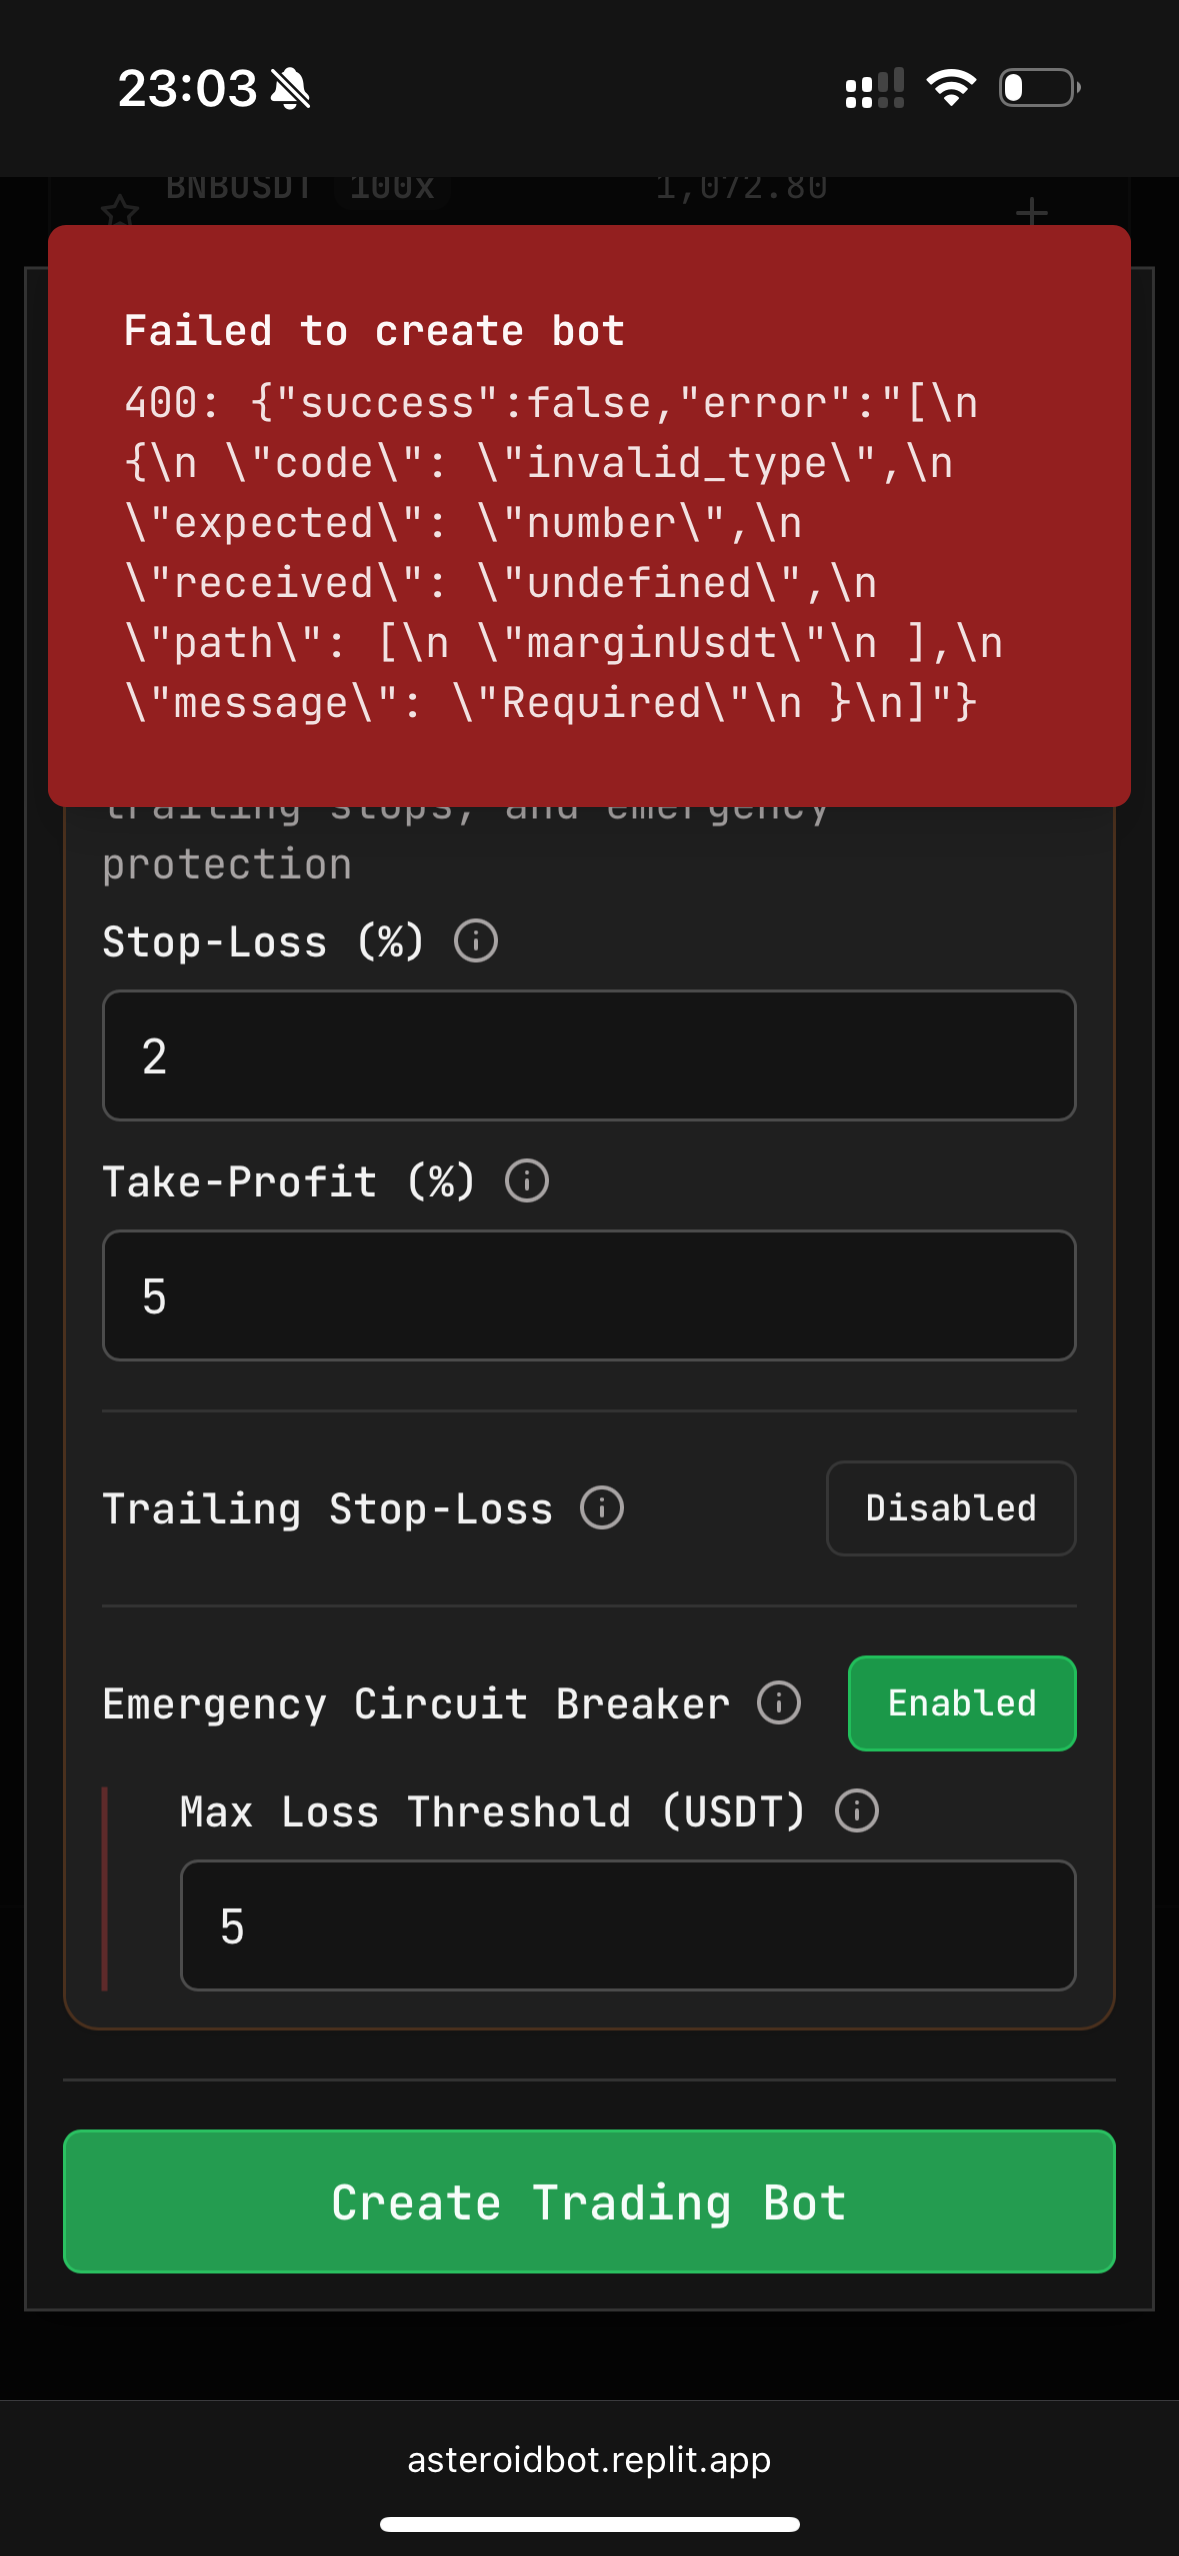 23:03
BNBUSDT 100x 1,072.80
Failed to create bot
400: {"success":false,"error":"[\n
{\n \"code\": \"invalid_type\",\n
\"expected\": \"number\",\n
\"received\": \"undefined\",\n
\"path\": [\n \"marginUsdt\"\n ],\n
\"message\": \"Required\"\n }\n]"}
trailing stops, and emergency
protection
Stop-Loss (%)
2
Take-Profit (%)
5
Trailing Stop-Loss Disabled
Emergency Circuit Breaker Enabled
Max Loss Threshold (USDT)
5
Create Trading Bot
asteroidbot.replit.app